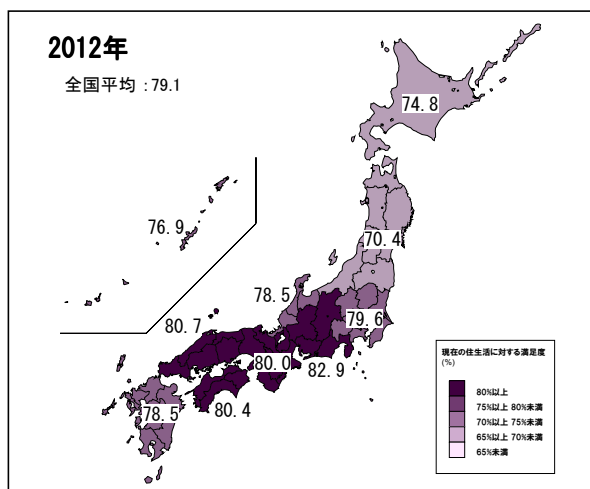 2012年
全国平均 : 79.1
74.8
76.9
70.4
78.5
79.6
80.7
80.0
82.9
78.5
80.4
現在の住生活に対する満足度
(%)
80%以上
75%以上 80%未満
70%以上 75%未満
65%以上 70%未満
65%未満